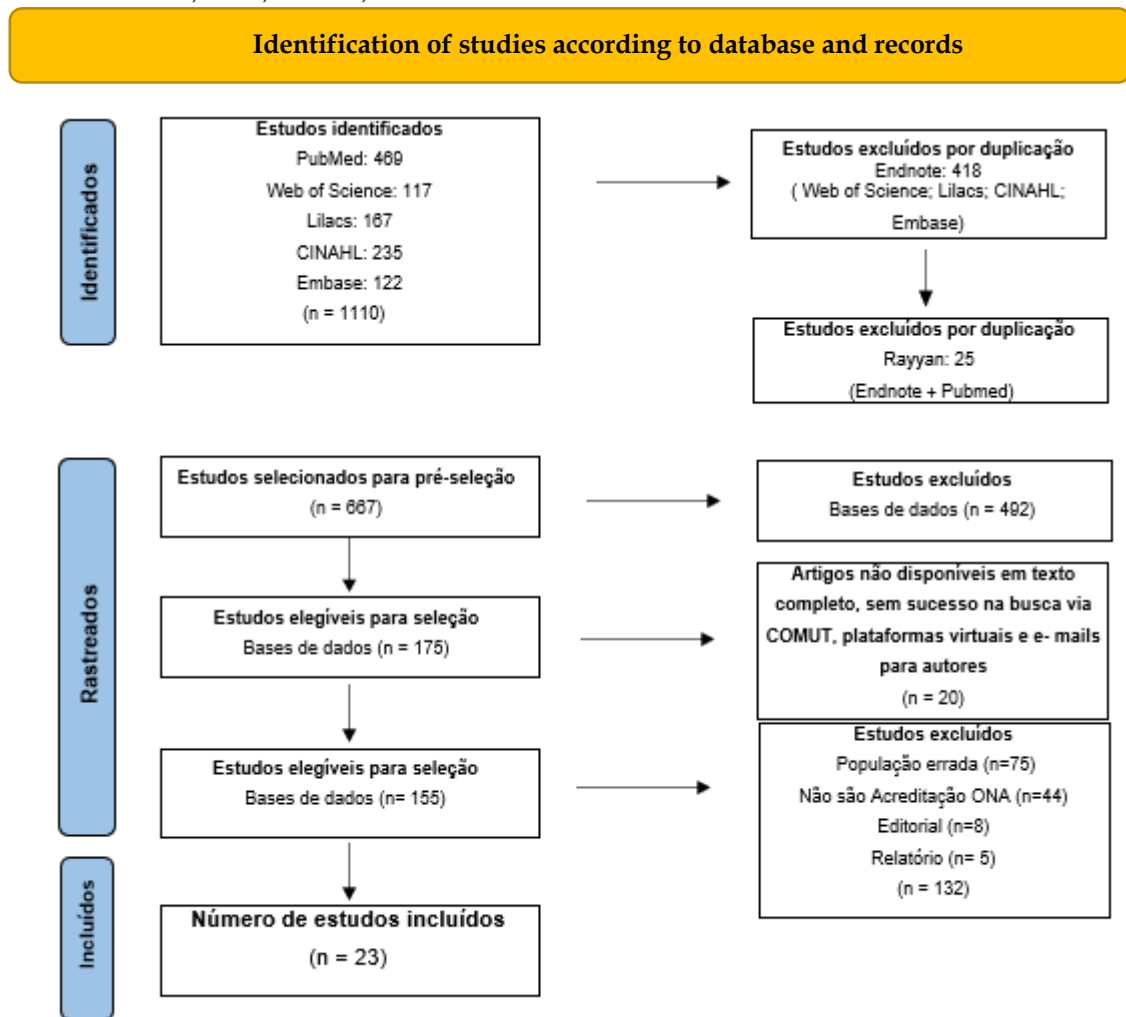 Identification of studies according to database and records
Identificados
Estudos identificados
PubMed: 469
Web of Science: 117
Lilacs: 167
CINAHL: 235
Embase: 122
(n = 1110)
Estudos excluídos por duplicação
Endnote: 418
( Web of Science; Lilacs; CINAHL;
Embase)
Estudos excluídos por duplicação
Rayyan: 25
(Endnote + Pubmed)
Rastreados
Estudos selecionados para pré-seleção
(n = 667)
Estudos excluídos
Bases de dados (n = 492)
Estudos elegíveis para seleção
Bases de dados (n = 175)
Artigos não disponíveis em texto
completo, sem sucesso na busca via
COMUT, plataformas virtuais e e- mails
para autores
(n = 20)
Estudos elegíveis para seleção
Bases de dados (n= 155)
Estudos excluídos
População errada (n=75)
Não são Acreditação ONA (n=44)
Editorial (n=8)
Relatório (n= 5)
(n = 132)
Incluídos
Número de estudos incluídos
(n = 23)